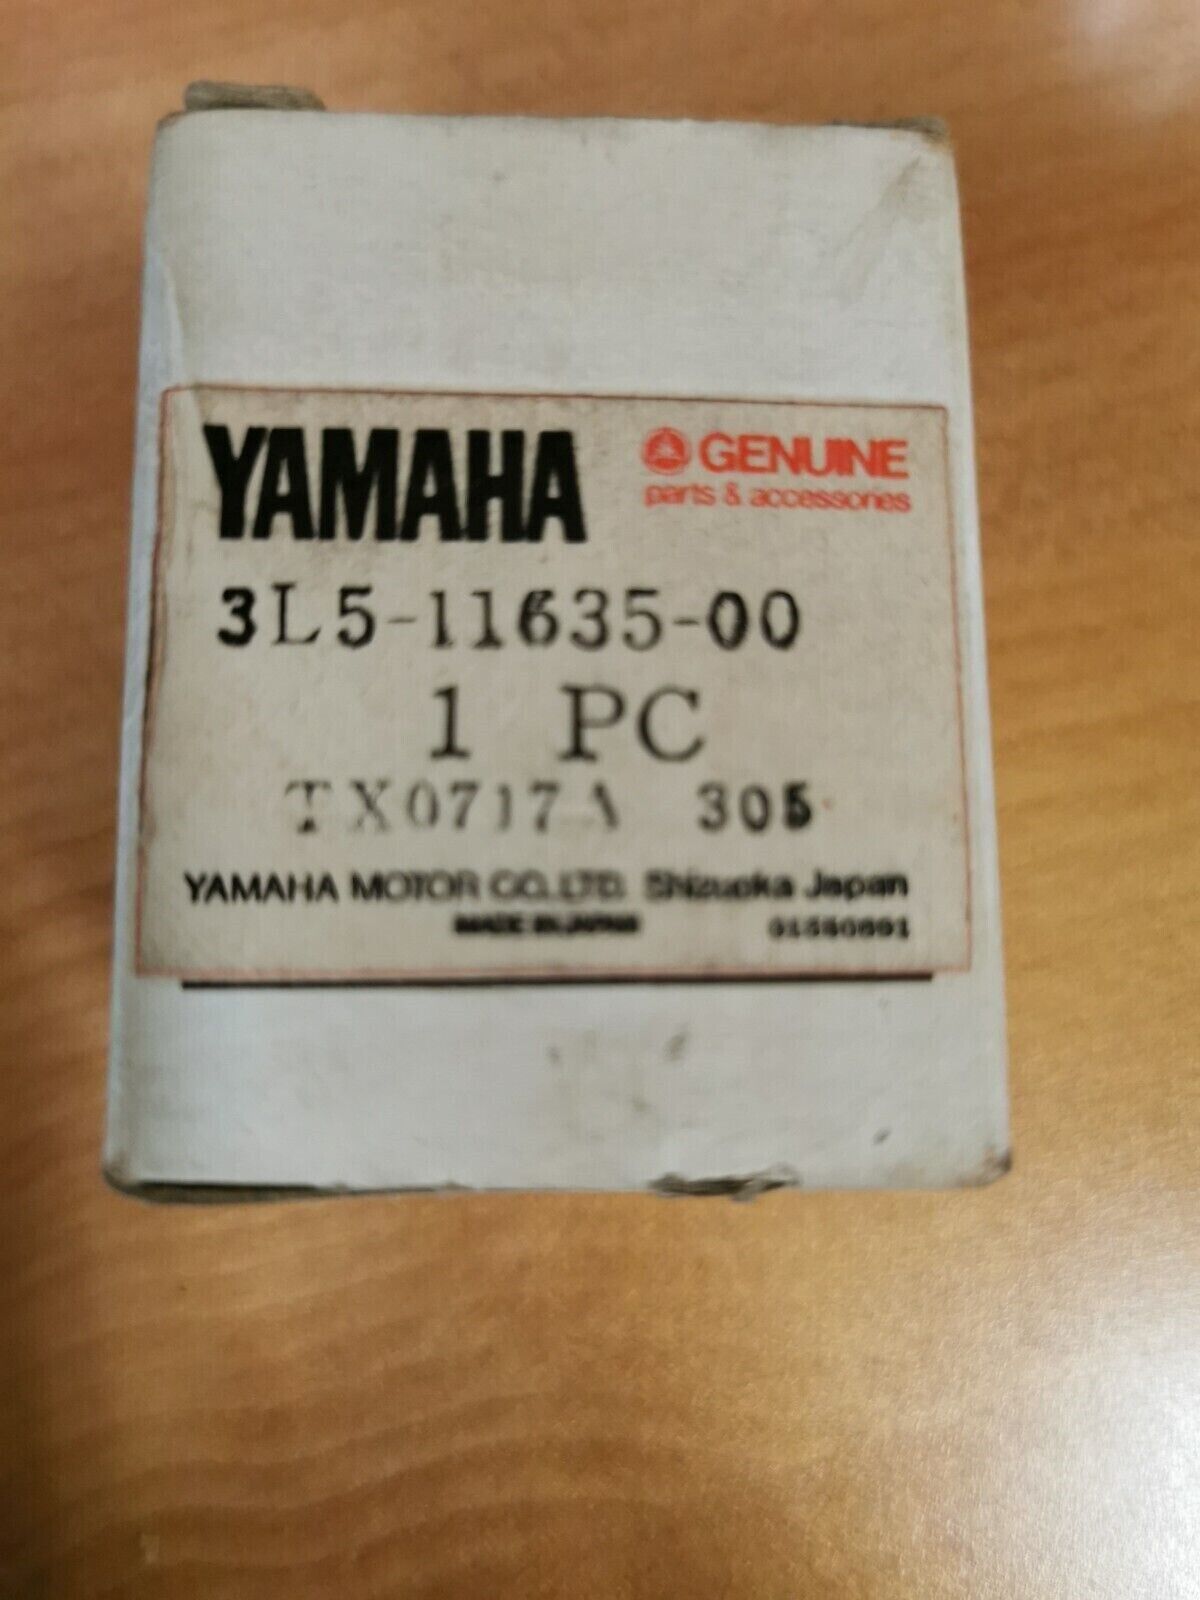 YAMAHA GENUINE
parts & accessories
3L5-11635-00
1 PC
TX0717A 305
YAMAHA MOTOR CO.,LTD. Shizuoka Japan
MADE IN JAPAN